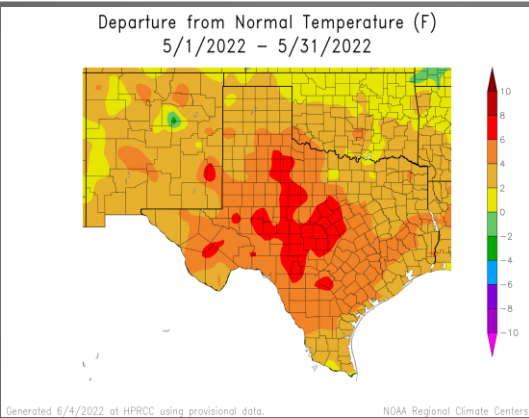 Departure from Normal Temperature (F)
5/1/2022 – 5/31/2022
10
8
6
4
2
0
-2
-4
-6
-8
-10
Generated 6/4/2022 at HPRCC using provisional data.
NOAA Regional Climate Centers